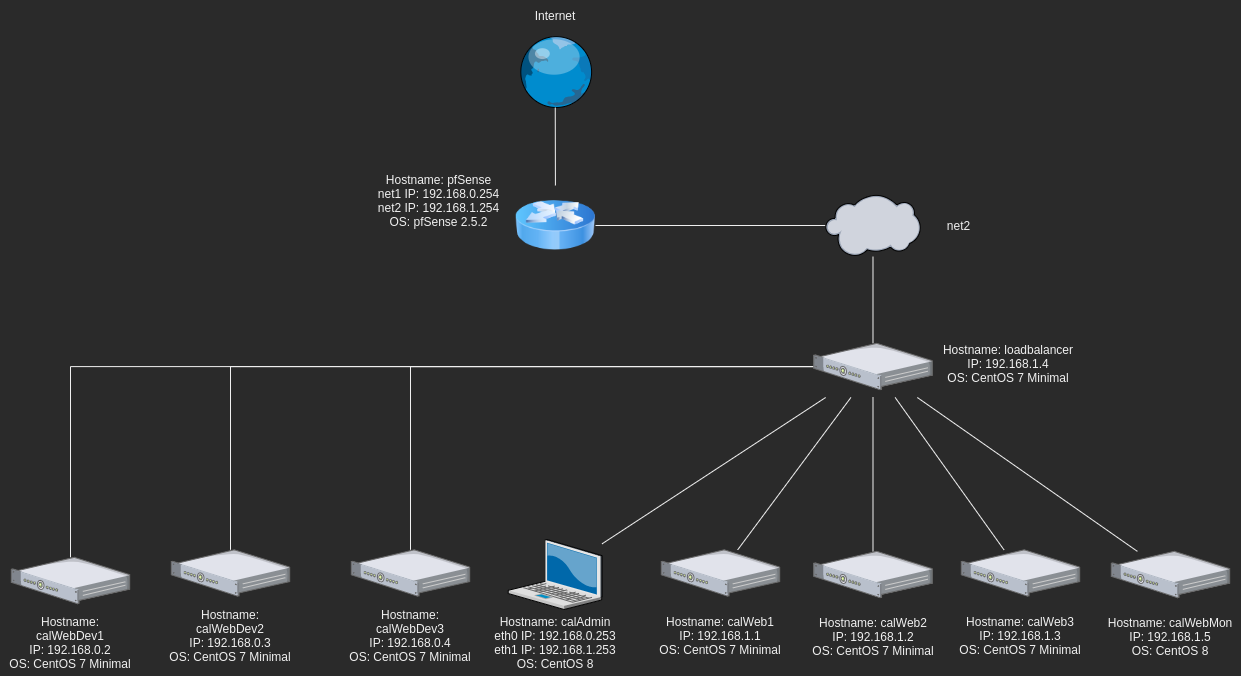 Internet
Hostname: pfSense
net1 IP: 192.168.0.254
net2 IP: 192.168.1.254
OS: pfSense 2.5.2
net2
Hostname: loadbalancer
IP: 192.168.1.4
OS: CentOS 7 Minimal
Hostname:
calWebDev1
IP: 192.168.0.2
OS: CentOS 7 Minimal
Hostname:
calWebDev2
IP: 192.168.0.3
OS: CentOS 7 Minimal
Hostname:
calWebDev3
IP: 192.168.0.4
OS: CentOS 7 Minimal
Hostname: calAdmin
eth0 IP: 192.168.0.253
eth1 IP: 192.168.1.253
OS: CentOS 8
Hostname: calWeb1
IP: 192.168.1.1
OS: CentOS 7 Minimal
Hostname: calWeb2
IP: 192.168.1.2
OS: CentOS 7 Minimal
Hostname: calWeb3
IP: 192.168.1.3
OS: CentOS 7 Minimal
Hostname: calWebMon
IP: 192.168.1.5
OS: CentOS 8